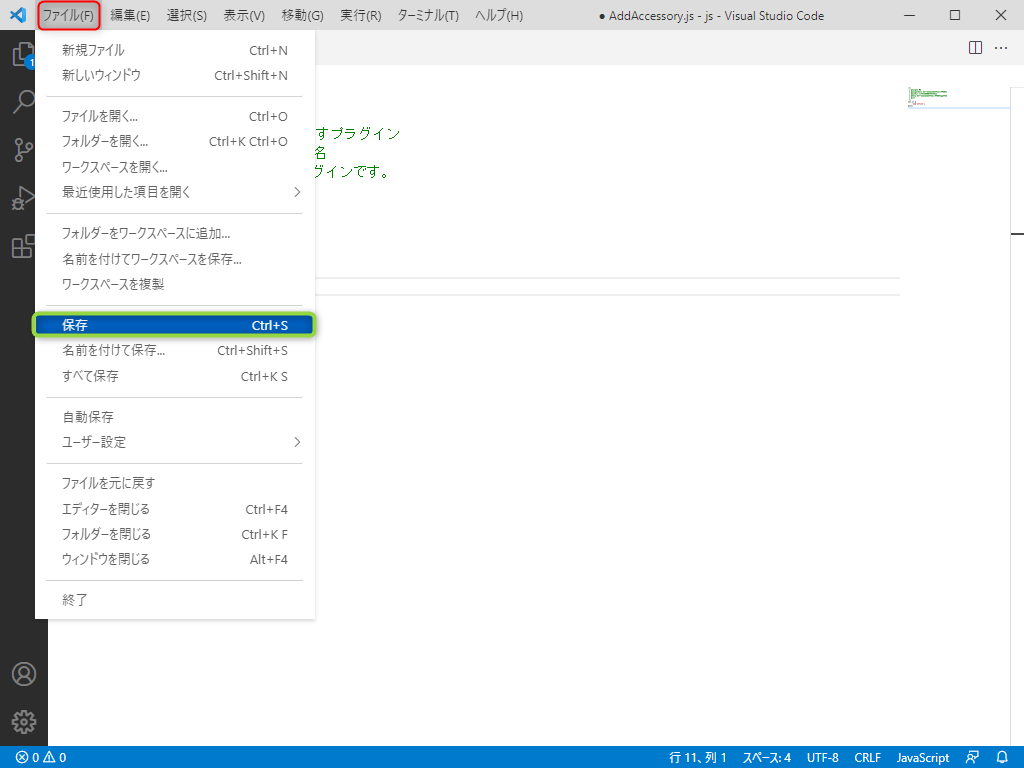 ファイル(F) 編集(E) 選択(S) 表示(V) 移動(G) 実行(R) ターミナル(T) ヘルプ(H) ● AddAccessory.js - js - Visual Studio Code
1
新規ファイル Ctrl+N
新しいウィンドウ Ctrl+Shift+N
ファイルを開く... Ctrl+O
フォルダーを開く... Ctrl+K Ctrl+O
ワークスペースを開く...
最近使用した項目を開く
フォルダーをワークスペースに追加...
名前を付けてワークスペースを保存...
ワークスペースを複製
保存 Ctrl+S
名前を付けて保存... Ctrl+Shift+S
すべて保存 Ctrl+K S
自動保存
ユーザー設定
ファイルを元に戻す
エディターを閉じる Ctrl+F4
フォルダーを閉じる Ctrl+K F
ウィンドウを閉じる Alt+F4
終了
すプラグイン
名
グインです。
0 0 行 11、列 1 スペース: 4 UTF-8 CRLF JavaScript